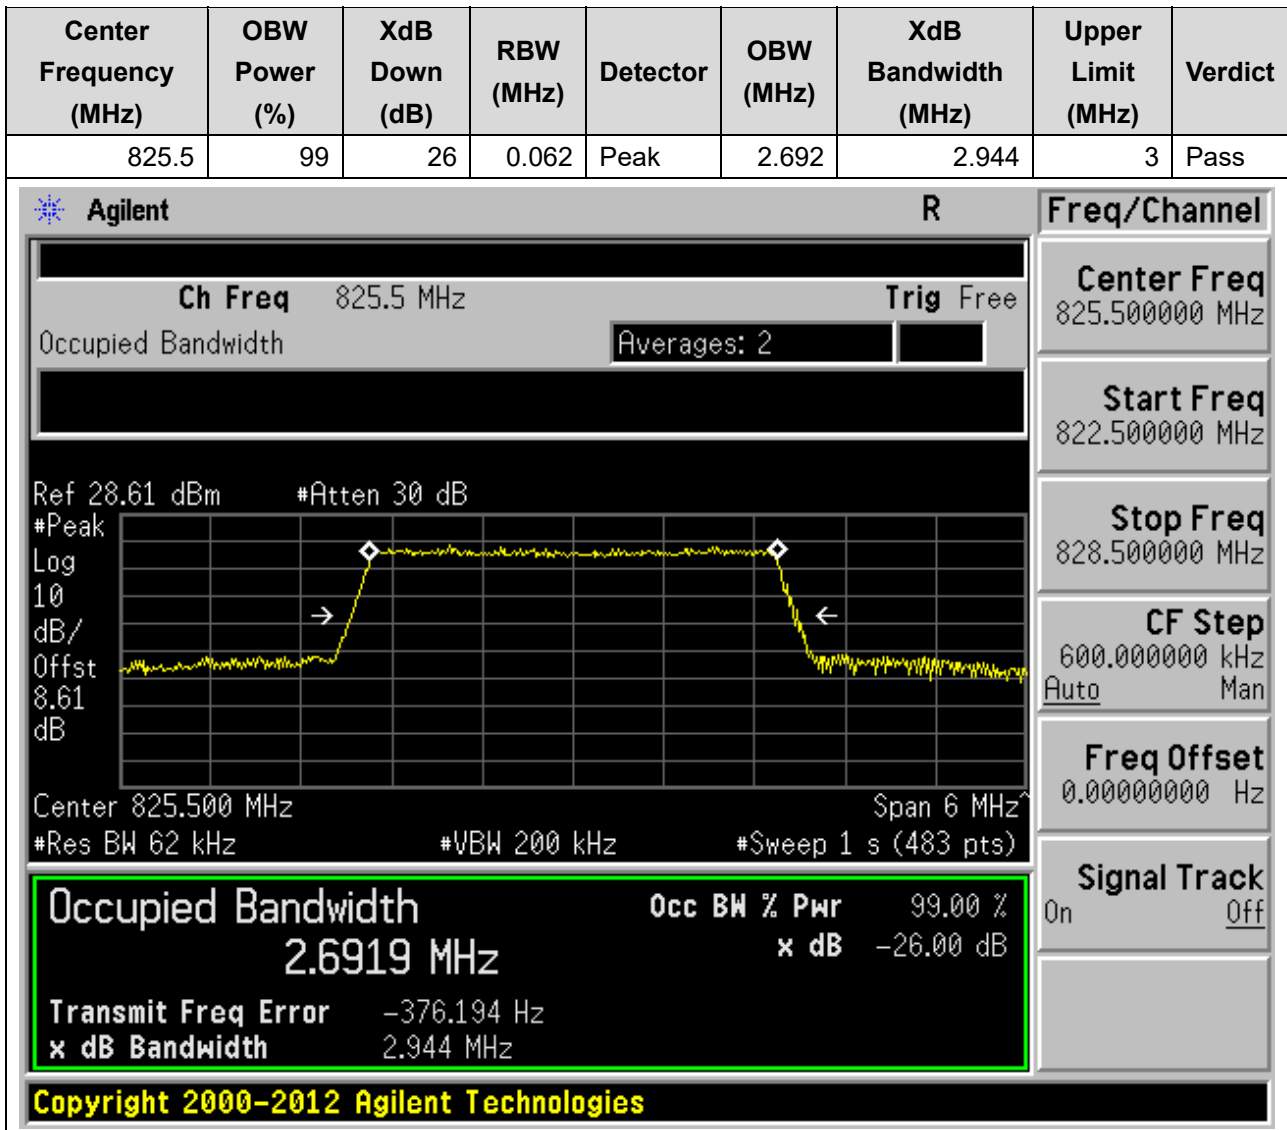 Center Frequency (MHz) OBW Power (%) XdB Down (dB) RBW (MHz) Detector OBW (MHz) XdB Bandwidth (MHz) Upper Limit (MHz) Verdict
825.5 99 26 0.062 Peak 2.692 2.944 3 Pass
Agilent R
Ch Freq 825.5 MHz Trig Free
Occupied Bandwidth Averages: 2
Ref 28.61 dBm #Atten 30 dB
#Peak
Log
10
dB/
Offst
8.61
dB
Center 825.500 MHz Span 6 MHz^
#Res BW 62 kHz #VBW 200 kHz #Sweep 1 s (483 pts)
Occupied Bandwidth Occ BW % Pwr 99.00 %
2.6919 MHz x dB -26.00 dB
Transmit Freq Error -376.194 Hz
x dB Bandwidth 2.944 MHz
Copyright 2000-2012 Agilent Technologies
Freq/Channel
Center Freq
825.500000 MHz
Start Freq
822.500000 MHz
Stop Freq
828.500000 MHz
CF Step
600.000000 kHz
Auto Man
Freq Offset
0.00000000 Hz
Signal Track
On Off